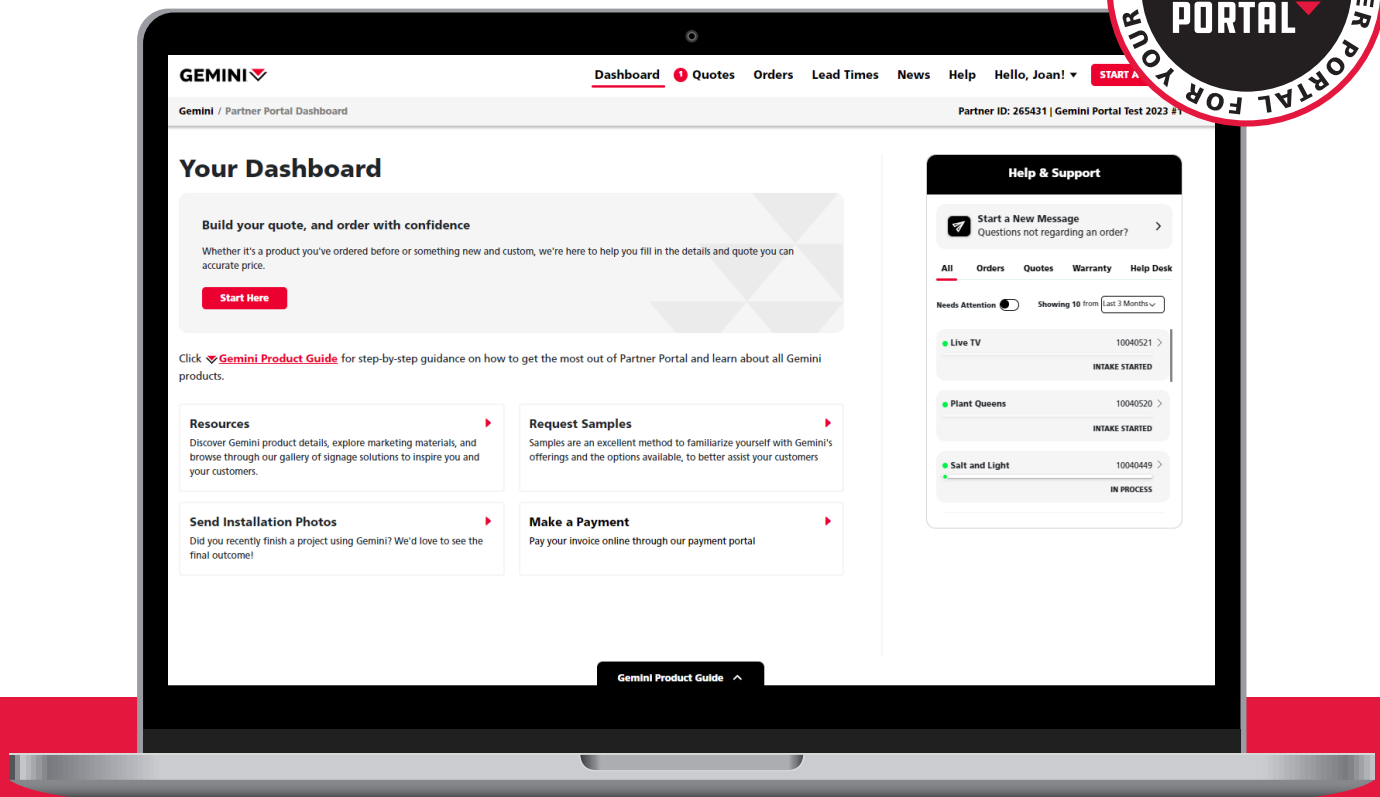 PORTAL
YOUR
PORTAL FOR
GEMINI
Dashboard 1 Quotes Orders Lead Times News Help Hello, Joan! START A
Gemini / Partner Portal Dashboard
Partner ID: 265431 | Gemini Portal Test 2023 #1
Your Dashboard
Build your quote, and order with confidence
Whether it's a product you've ordered before or something new and custom, we're here to help you fill in the details and quote you can
accurate price.
Start Here
Click Gemini Product Guide for step-by-step guidance on how to get the most out of Partner Portal and learn about all Gemini
products.
Resources
Discover Gemini product details, explore marketing materials, and
browse through our gallery of signage solutions to inspire you and
your customers.
Request Samples
Samples are an excellent method to familiarize yourself with Gemini's
offerings and the options available, to better assist your customers
Send Installation Photos
Did you recently finish a project using Gemini? We'd love to see the
final outcome!
Make a Payment
Pay your invoice online through our payment portal
Help & Support
Start a New Message
Questions not regarding an order?
All Orders Quotes Warranty Help Desk
Needs Attention Showing 10 from Last 3 Months
Live TV 10040521
INTAKE STARTED
Plant Queens 10040520
INTAKE STARTED
Salt and Light 10040449
IN PROCESS
Gemini Product Guide